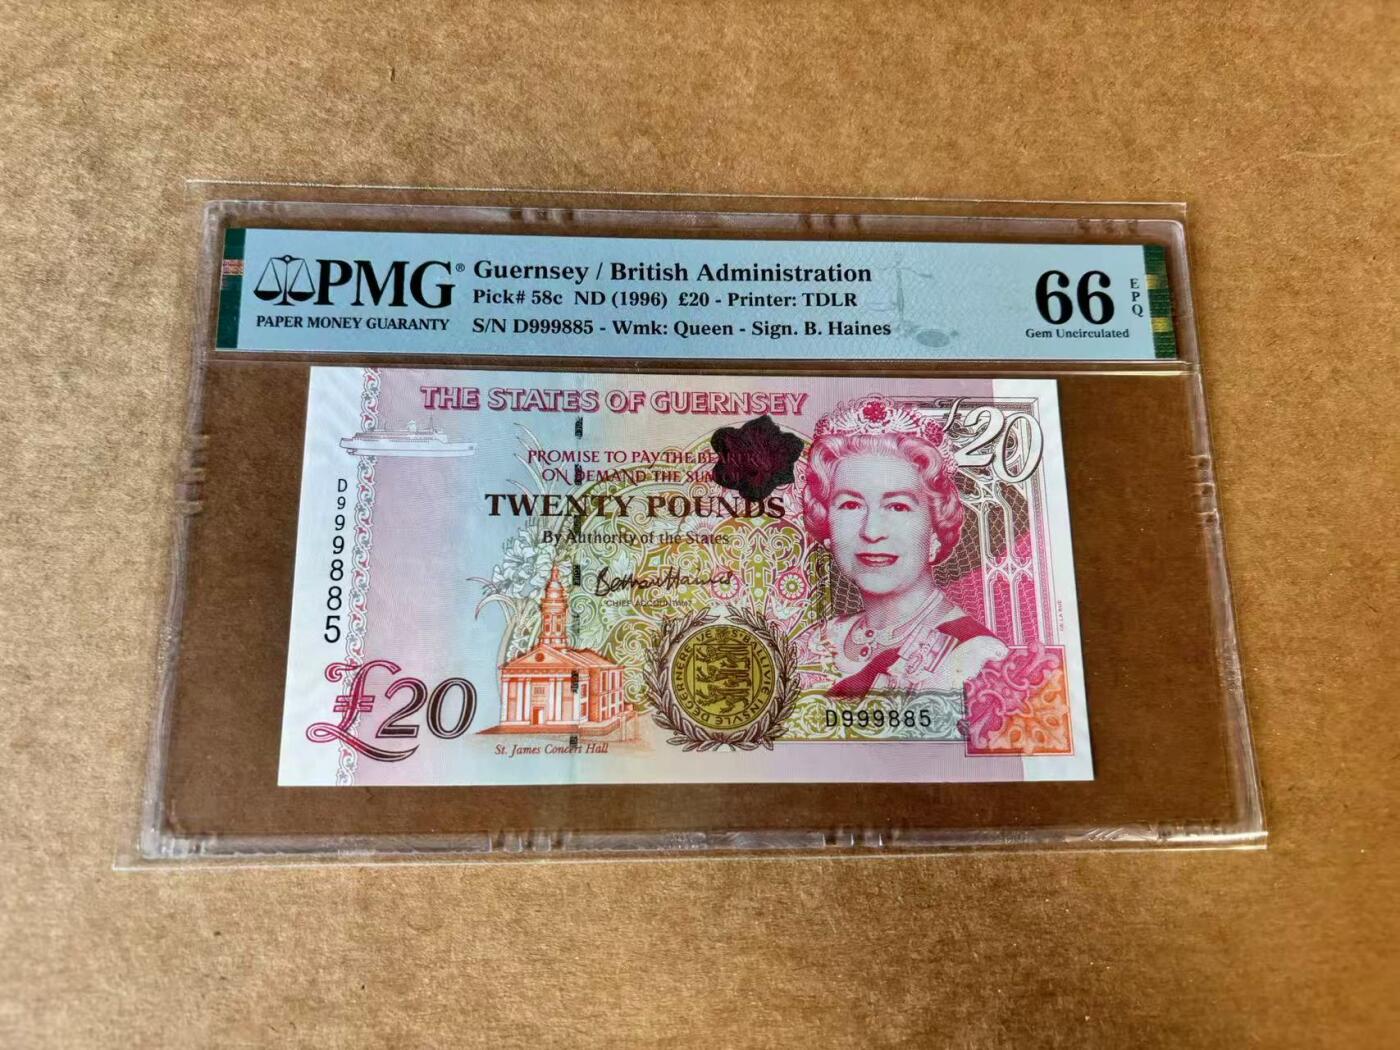 PMG®
PAPER MONEY GUARANTY
Guernsey / British Administration
Pick# 58c ND (1996) £20 - Printer: TDLR
S/N D999885 - Wmk: Queen - Sign. B. Haines
66
EPQ
Gem Uncirculated
THE STATES OF GUERNSEY
£20
PROMISE TO PAY THE BEARER
ON DEMAND THE SUM OF
TWENTY POUNDS
By Authority of the States
CHIEF ACCOUNTANT
D999885
£20
St. James Concert Hall
D999885